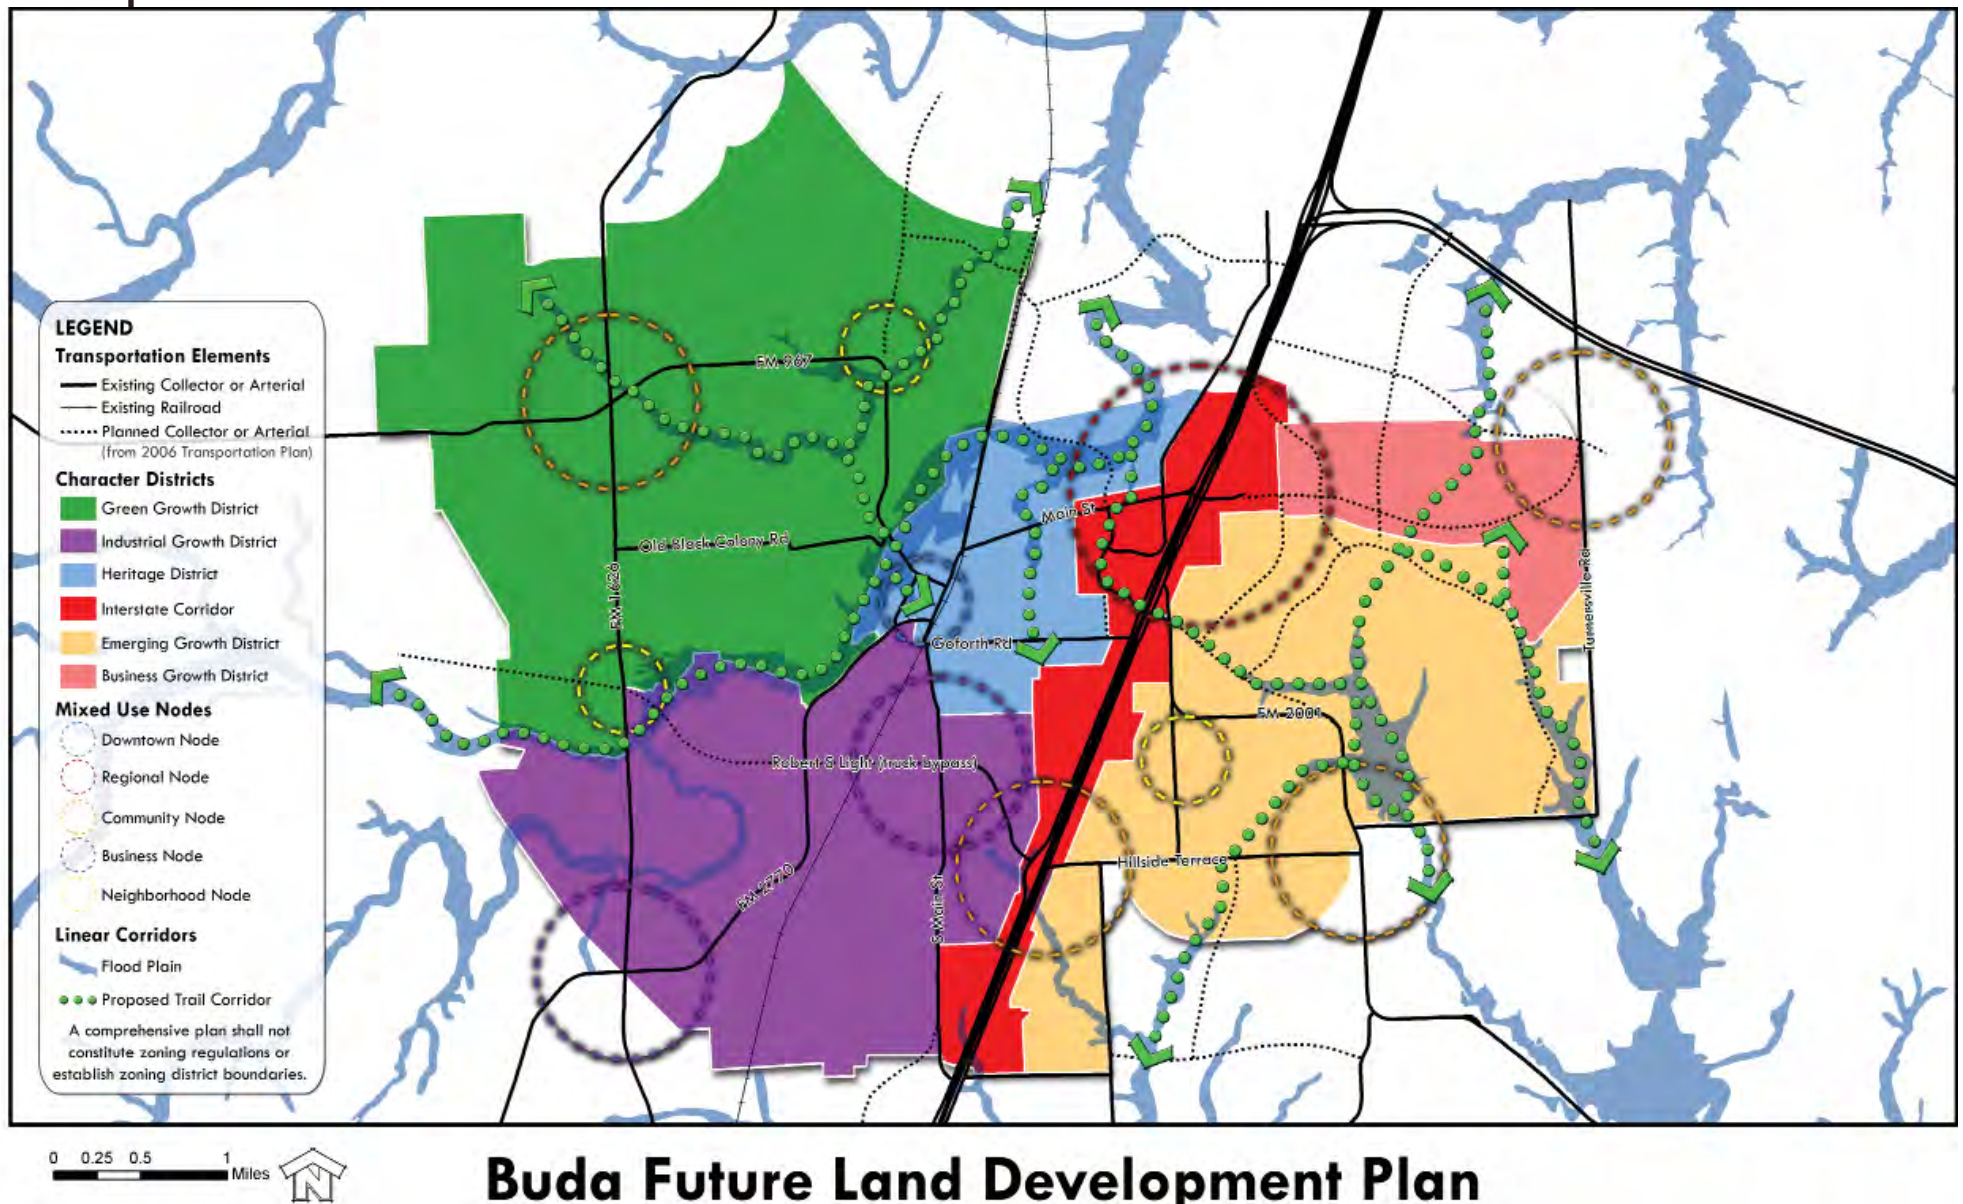 LEGEND
Transportation Elements
Existing Collector or Arterial
Existing Railroad
Planned Collector or Arterial
(from 2006 Transportation Plan)
Character Districts
Green Growth District
Industrial Growth District
Heritage District
Interstate Corridor
Emerging Growth District
Business Growth District
Mixed Use Nodes
Downtown Node
Regional Node
Community Node
Business Node
Neighborhood Node
Linear Corridors
Flood Plain
Proposed Trail Corridor
A comprehensive plan shall not
constitute zoning regulations or
establish zoning district boundaries.
FM 967
Main St
Old Black Colony Rd
FM 1626
Goforth Rd
Turnersville Rd
FM 2001
Robert S Light (truck bypass)
Hillside Terrace
FM 2770
S Main St
0 0.25 0.5 1
Miles
N
Buda Future Land Development Plan